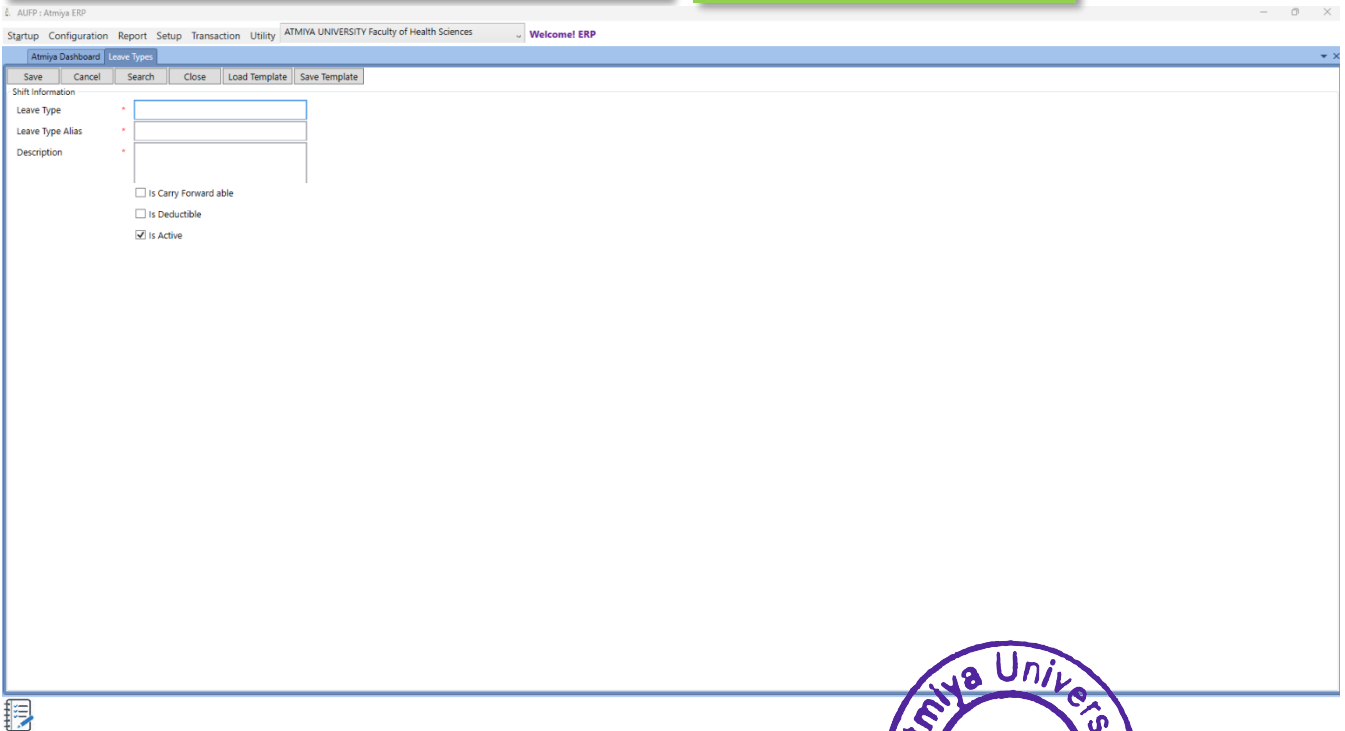 AUFP : Atmiya ERP
Startup Configuration Report Setup Transaction Utility ATMIYA UNIVERSITY Faculty of Health Sciences Welcome! ERP
Atmiya Dashboard Leave Types
Save Cancel Search Close Load Template Save Template
Shift Information
Leave Type *
Leave Type Alias *
Description *
Is Carry Forward able
Is Deductible
Is Active